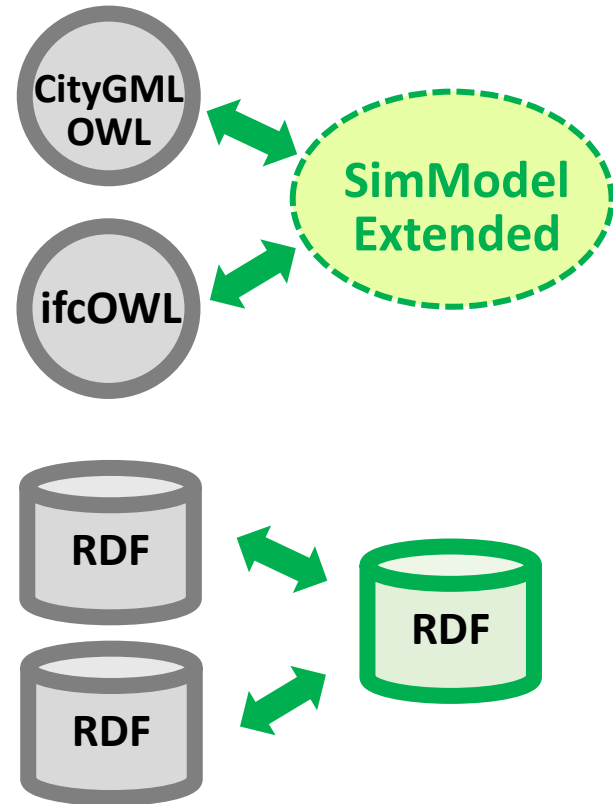 CityGML
OWL
SimModel
Extended
ifcOWL
RDF
RDF
RDF